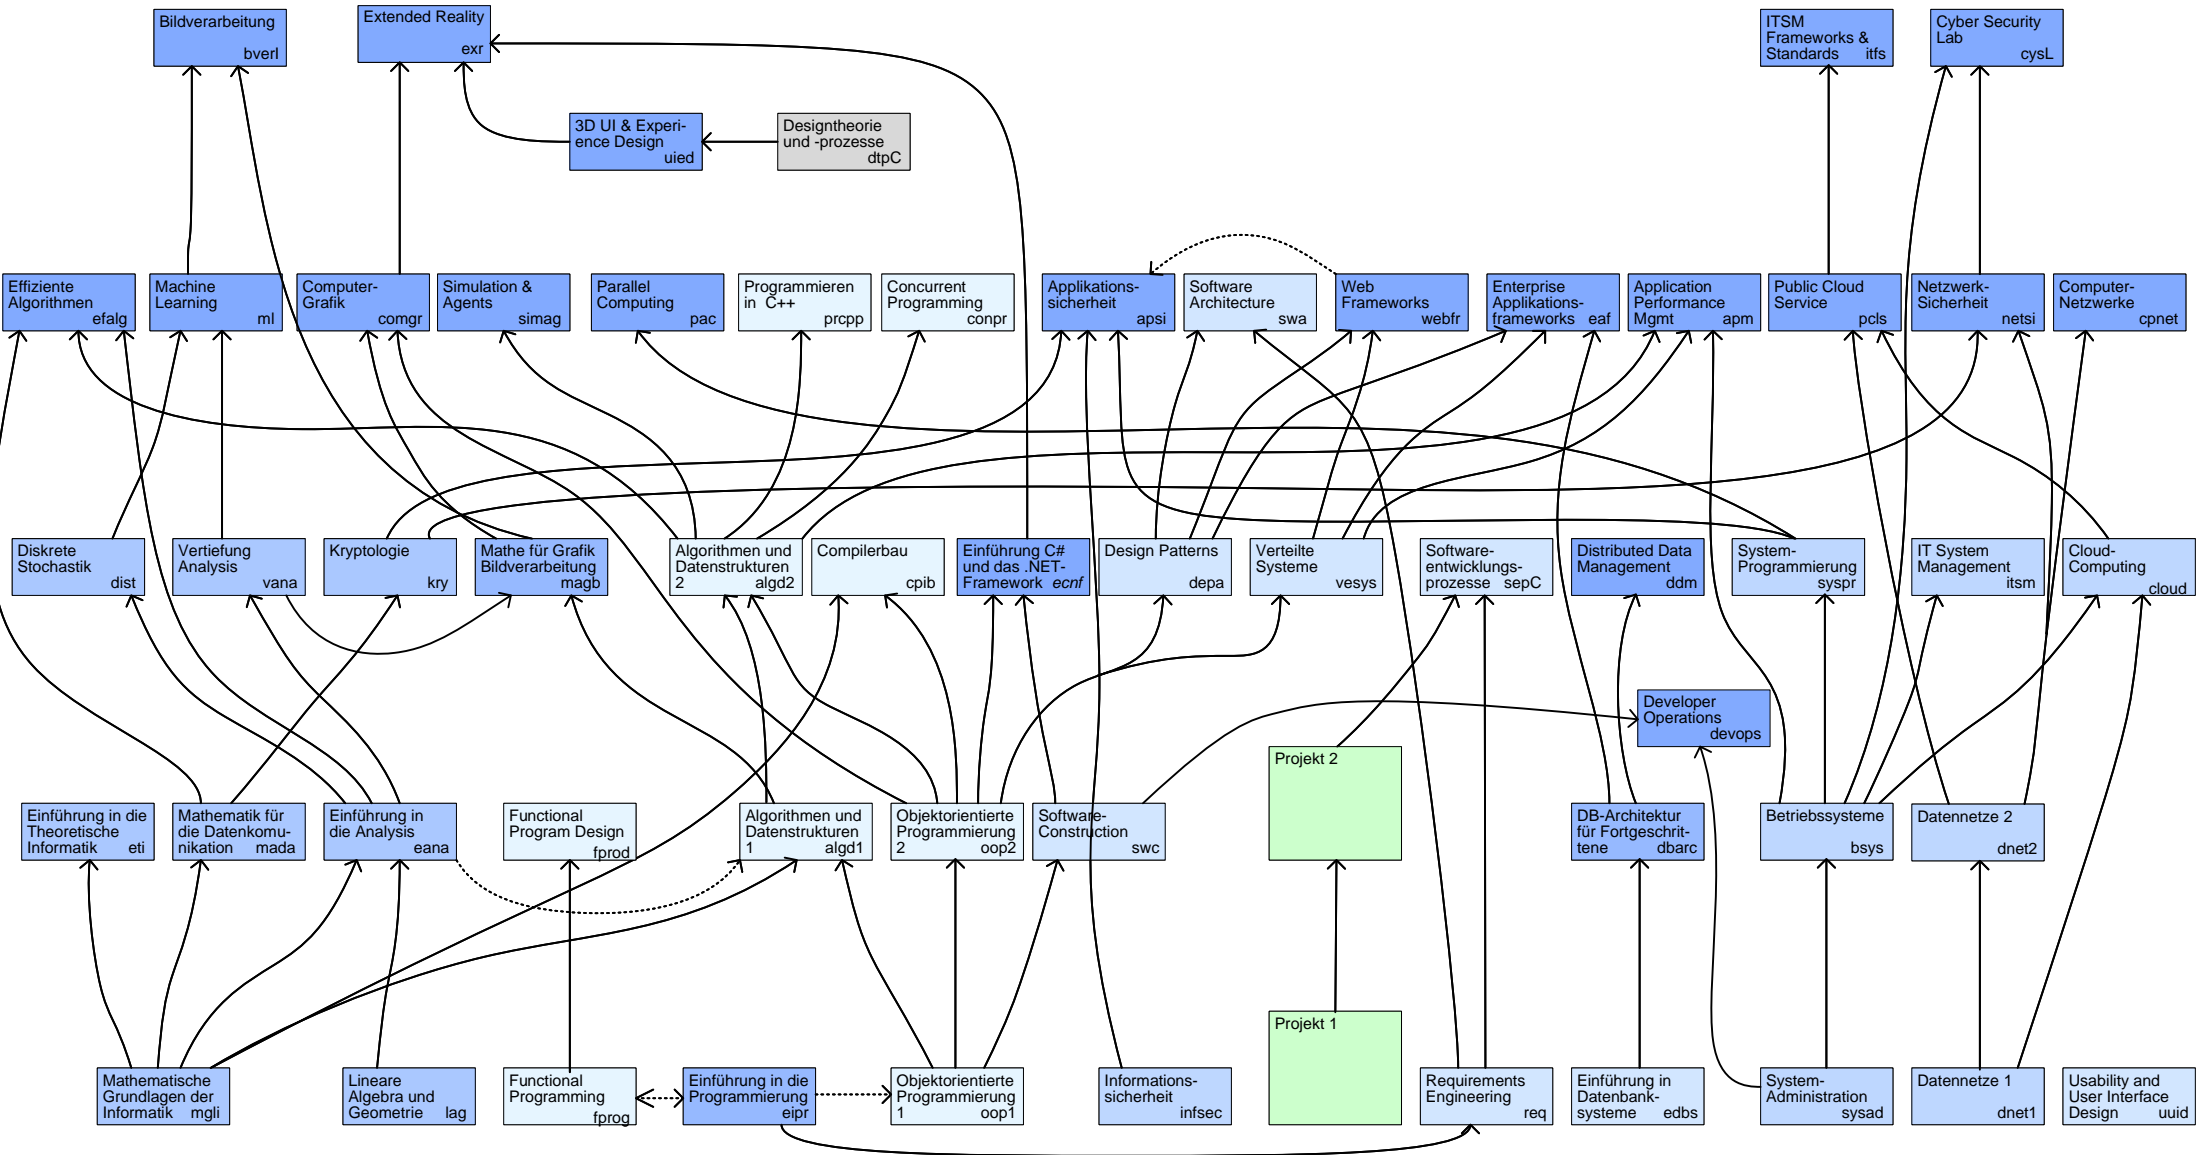 Bildverarbeitung
bverl
Extended Reality
exr
ITSM
Frameworks &
Standards itfs
Cyber Security
Lab
cysL
3D UI & Experi-
ence Design
uied
Designtheorie
und -prozesse
dtpC
Effiziente
Algorithmen
efalg
Machine
Learning
ml
Computer-
Grafik
comgr
Simulation &
Agents
simag
Parallel
Computing
pac
Programmieren
in C++
prcpp
Concurrent
Programming
conpr
Applikations-
sicherheit
apsi
Software
Architecture
swa
Web
Frameworks
webfr
Enterprise
Applikations-
frameworks eaf
Application
Performance
Mgmt apm
Public Cloud
Service
pcls
Netzwerk-
Sicherheit
netsi
Computer-
Netzwerke
cpnet
Diskrete
Stochastik
dist
Vertiefung
Analysis
vana
Kryptologie
kry
Mathe für Grafik
Bildverarbeitung
magb
Algorithmen und
Datenstrukturen
2 algd2
Compilerbau
cpib
Einführung C#
und das .NET-
Framework ecnf
Design Patterns
depa
Verteilte
Systeme
vesys
Software-
entwicklungs-
prozesse sepC
Distributed Data
Management
ddm
System-
Programmierung
syspr
IT System
Management
itsm
Cloud-
Computing
cloud
Developer
Operations
devops
Projekt 2
Einführung in die
Theoretische
Informatik eti
Mathematik für
die Datenkomu-
nikation mada
Einführung in
die Analysis
eana
Functional
Program Design
fprod
Algorithmen und
Datenstrukturen
1 algd1
Objektorientierte
Programmierung
2 oop2
Software-
Construction
swc
DB-Architektur
für Fortgeschrit-
tene dbarc
Betriebssysteme
bsys
Datennetze 2
dnet2
Projekt 1
Mathematische
Grundlagen der
Informatik mgli
Lineare
Algebra und
Geometrie lag
Functional
Programming
fprog
Einführung in die
Programmierung
eipr
Objektorientierte
Programmierung
1 oop1
Informations-
sicherheit
infsec
Requirements
Engineering
req
Einführung in
Datenbank-
systeme edbs
System-
Administration
sysad
Datennetze 1
dnet1
Usability and
User Interface
Design uuid